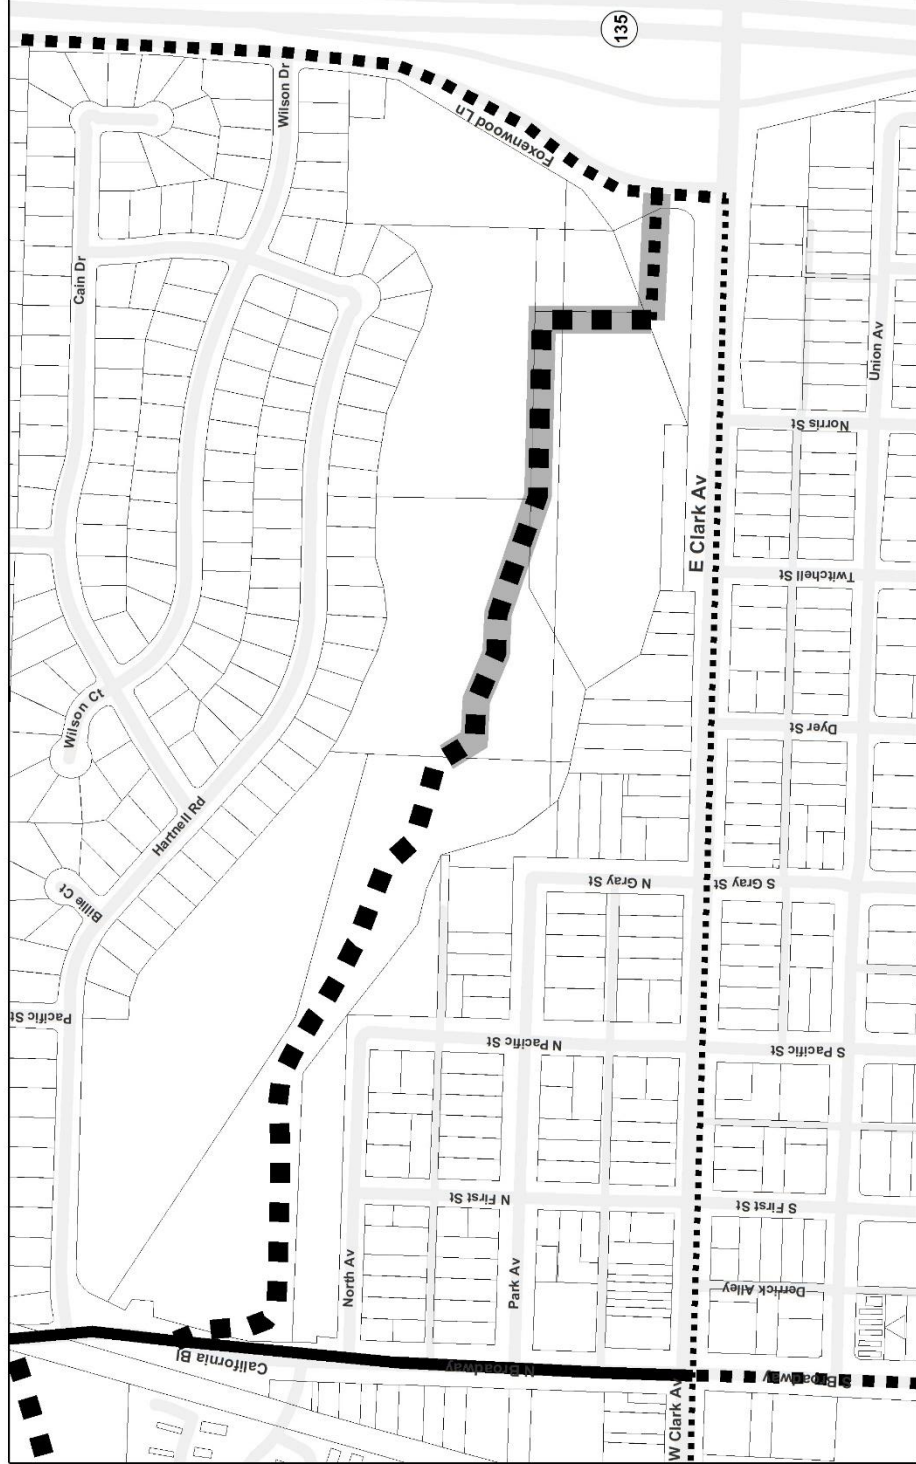 135
Wilson Dr
Foxenwood Ln
Cain Dr
Union Av
Norris St
E Clark Av
Twitchell St
Wilson Ct
Dyer St
Hartnell Rd
Billie Ct
N Gray St
S Gray St
Pacific St
N Pacific St
S Pacific St
N First St
S First St
North Av
Park Av
Derrick Alley
California Bl
N Broadway
S Broadway
W Clark Av